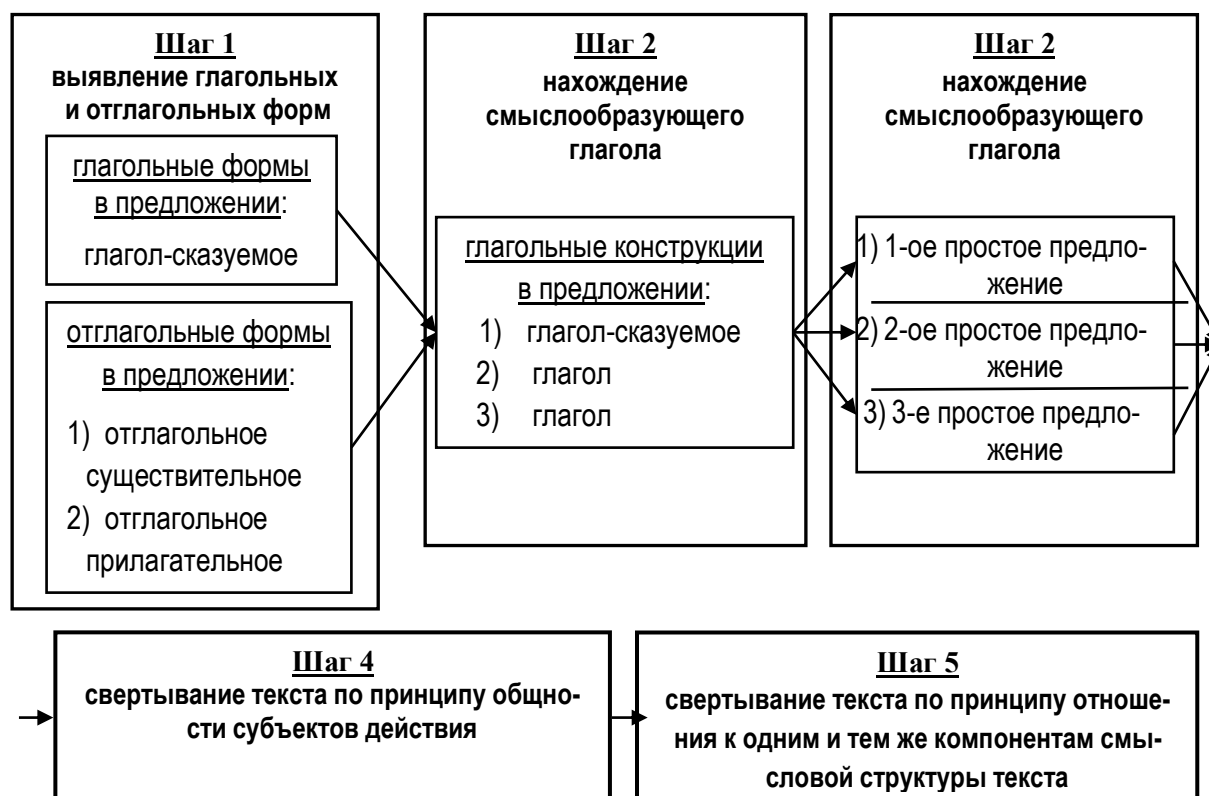 Шаг 1
выявление глагольных
и отглагольных форм
глагольные формы
в предложении:
глагол-сказуемое
отглагольные формы
в предложении:
1) отглагольное
существительное
2) отглагольное
прилагательное
Шаг 2
нахождение
смыслообразующего
глагола
глагольные конструкции
в предложении:
1) глагол-сказуемое
2) глагол
3) глагол
Шаг 2
нахождение
смыслообразующего
глагола
1) 1-ое простое предло-
жение
2) 2-ое простое предло-
жение
3) 3-е простое предло-
жение
Шаг 4
свертывание текста по принципу общно-
сти субъектов действия
Шаг 5
свертывание текста по принципу отноше-
ния к одним и тем же компонентам смы-
словой структуры текста